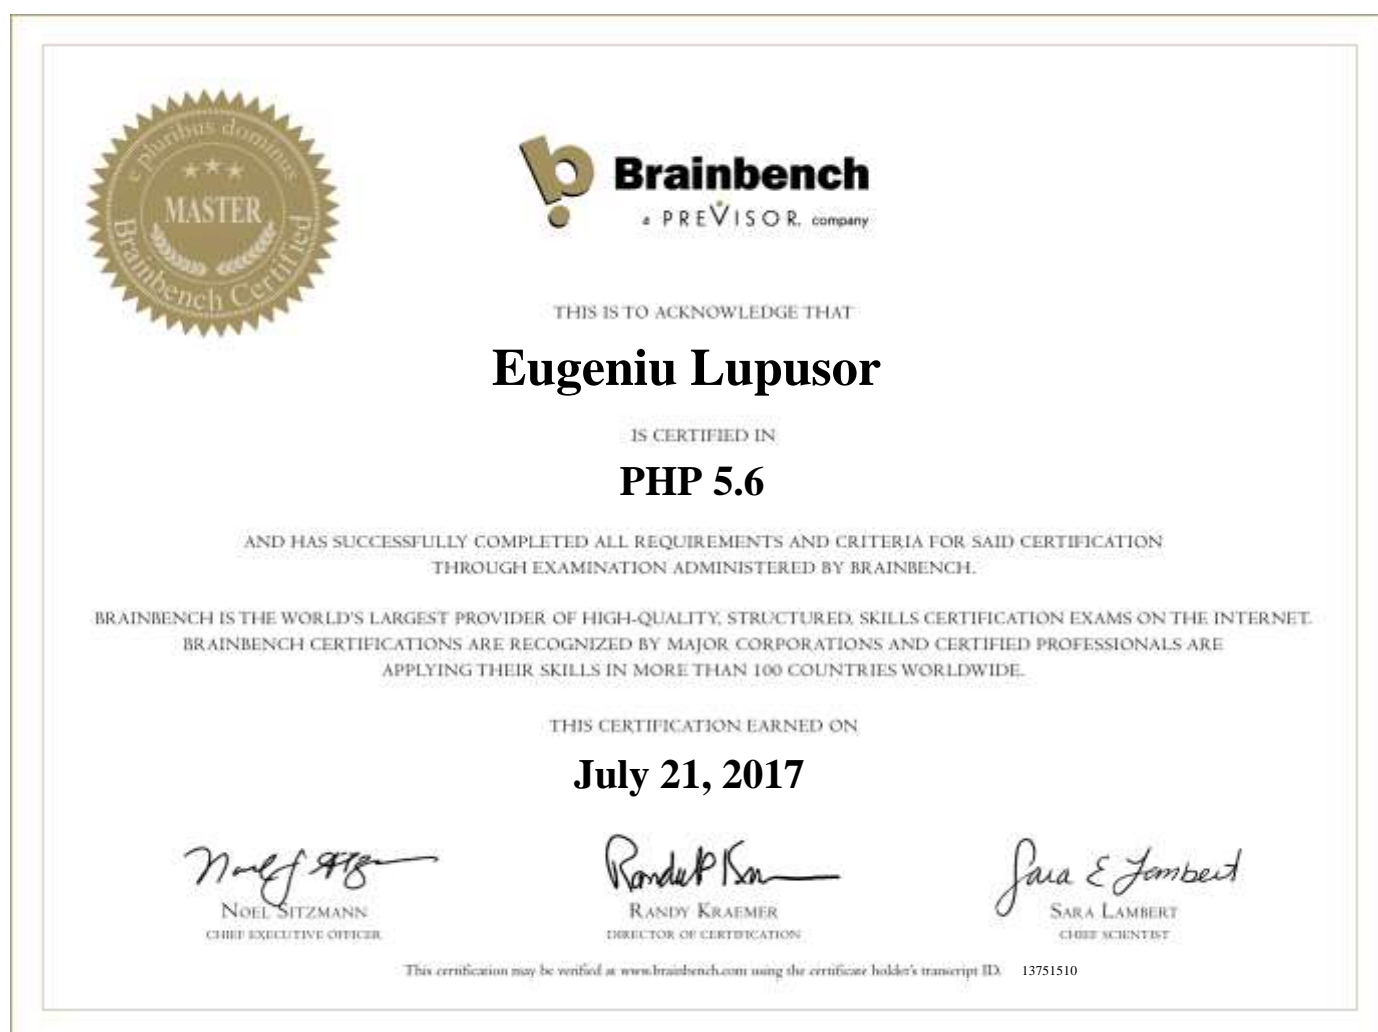 e pluribus dominus
MASTER
Brainbench Certified
Brainbench
a PREVISOR. company
THIS IS TO ACKNOWLEDGE THAT
Eugeniu Lupusor
IS CERTIFIED IN
PHP 5.6
AND HAS SUCCESSFULLY COMPLETED ALL REQUIREMENTS AND CRITERIA FOR SAID CERTIFICATION
THROUGH EXAMINATION ADMINISTERED BY BRAINBENCH.
BRAINBENCH IS THE WORLD'S LARGEST PROVIDER OF HIGH-QUALITY, STRUCTURED, SKILLS CERTIFICATION EXAMS ON THE INTERNET.
BRAINBENCH CERTIFICATIONS ARE RECOGNIZED BY MAJOR CORPORATIONS AND CERTIFIED PROFESSIONALS ARE
APPLYING THEIR SKILLS IN MORE THAN 100 COUNTRIES WORLDWIDE.
THIS CERTIFICATION EARNED ON
July 21, 2017
Sara E Lambert
NOEL SITZMANN
CHIEF EXECUTIVE OFFICER
RANDY KRAEMER
DIRECTOR OF CERTIFICATION
SARA LAMBERT
CHIEF SCIENTIST
This certification may be verified at www.brainbench.com using the certificate holder's transcript ID. 13751510